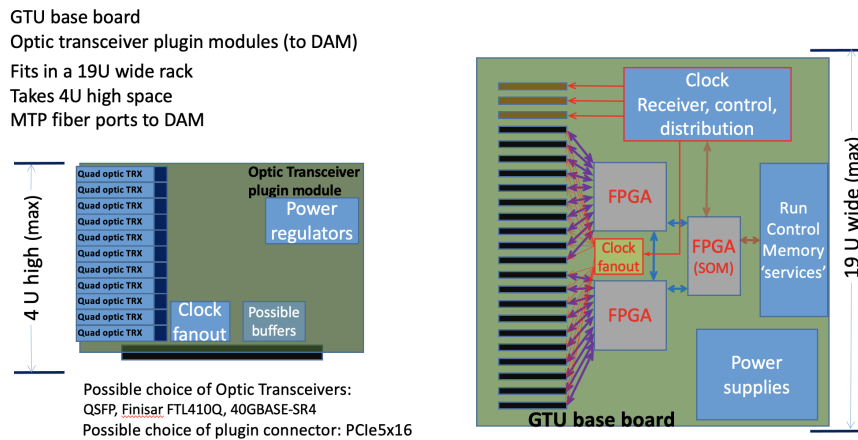 GTU base board
Optic transceiver plugin modules (to DAM)
Fits in a 19U wide rack
Takes 4U high space
MTP fiber ports to DAM
4 U high (max)
Quad optic TRX
Quad optic TRX
Quad optic TRX
Quad optic TRX
Quad optic TRX
Quad optic TRX
Quad optic TRX
Quad optic TRX
Quad optic TRX
Quad optic TRX
Quad optic TRX
Optic Transceiver
plugin module
Power
regulators
Clock
fanout
Possible
buffers
Possible choice of Optic Transceivers:
QSFP, Finisar FTL410Q, 40GBASE-SR4
Possible choice of plugin connector: PCIe5x16
Clock
Receiver, control,
distribution
FPGA
Clock
fanout
FPGA
(SOM)
FPGA
Run
Control
Memory
‘services’
Power
supplies
GTU base board
19 U wide (max)